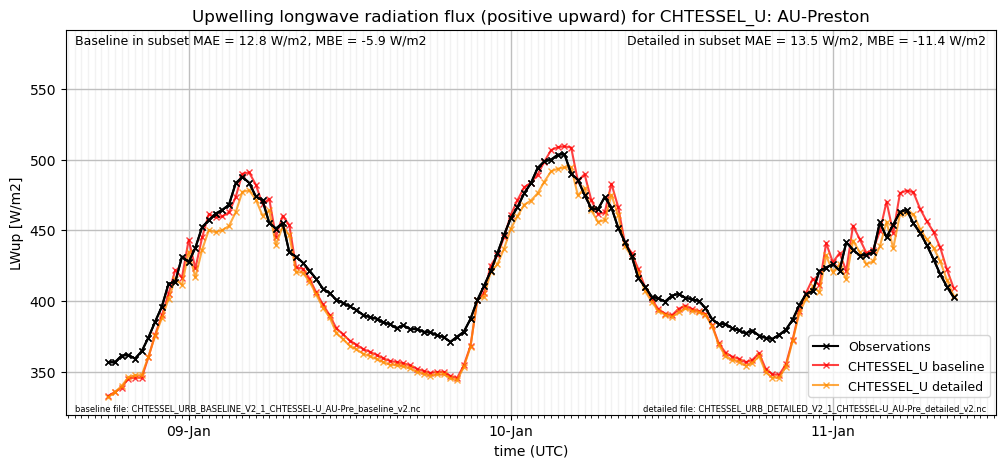 Upwelling longwave radiation flux (positive upward) for CHTESSEL_U: AU-Preston
Baseline in subset MAE = 12.8 W/m2, MBE = -5.9 W/m2
Detailed in subset MAE = 13.5 W/m2, MBE = -11.4 W/m2
LWup [W/m2]
550
500
450
400
350
Observations
CHTESSEL_U baseline
CHTESSEL_U detailed
baseline file: CHTESSEL_URB_BASELINE_V2_1_CHTESSEL-U_AU-Pre_baseline_v2.nc
detailed file: CHTESSEL_URB_DETAILED_V2_1_CHTESSEL-U_AU-Pre_detailed_v2.nc
09-Jan
10-Jan
11-Jan
time (UTC)